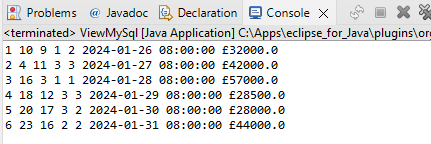 Problems Javadoc Declaration Console
<terminated> ViewMySql [Java Application] C:\Apps\eclipse_for_Java\plugins\org
1 10 9 1 2 2024-01-26 08:00:00 £32000.0
2 4 11 3 3 2024-01-27 08:00:00 £42000.0
3 16 3 1 1 2024-01-28 08:00:00 £57000.0
4 18 12 3 3 2024-01-29 08:00:00 £28500.0
5 20 17 3 2 2024-01-30 08:00:00 £28000.0
6 23 16 2 2 2024-01-31 08:00:00 £44000.0